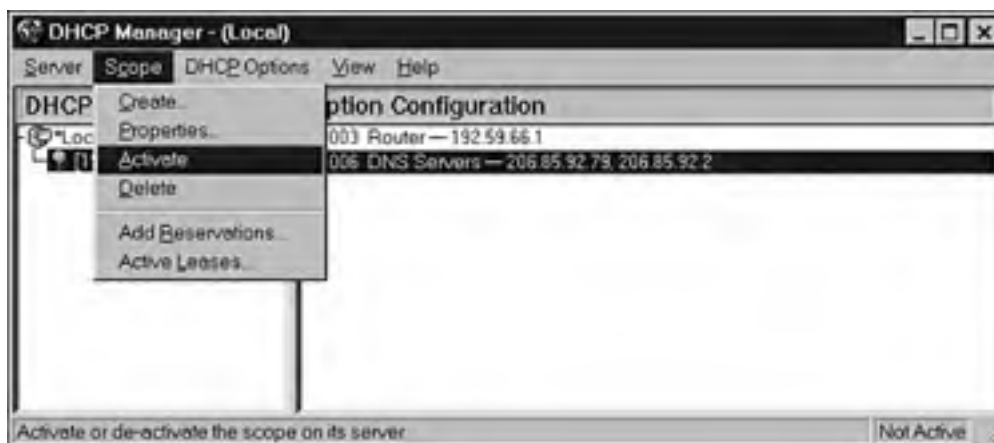 DHCP Manager - (Local)
Server Scope DHCP Options View Help
DHCP
ption Configuration
Create...
Properties...
Activate
Delete
Add Reservations...
Active Leases...
*Loc
003 Router — 192.59.66.1
006 DNS Servers — 206.85.92.79, 206.85.92.2
Activate or de-activate the scope on its server
Not Active